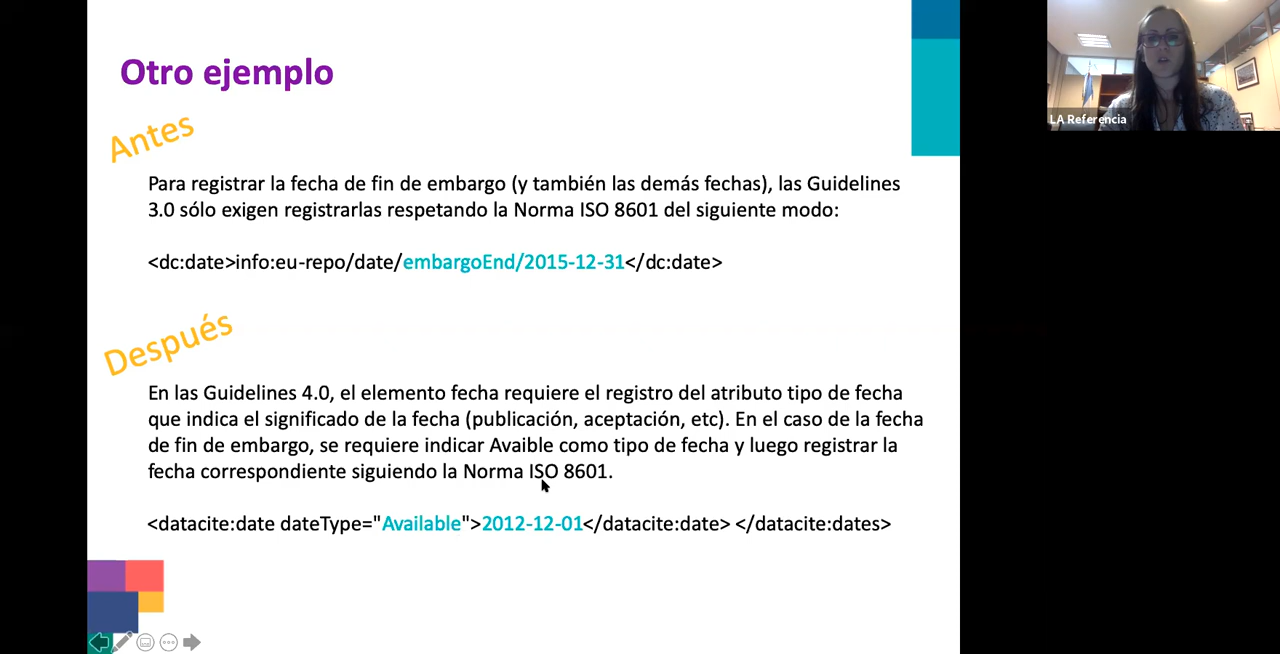 Otro ejemplo
Antes
Para registrar la fecha de fin de embargo (y también las demás fechas), las Guidelines
3.0 sólo exigen registrarlas respetando la Norma ISO 8601 del siguiente modo:
<dc:date>info:eu-repo/date/embargoEnd/2015-12-31</dc:date>
Después
En las Guidelines 4.0, el elemento fecha requiere el registro del atributo tipo de fecha
que indica el significado de la fecha (publicación, aceptación, etc). En el caso de la fecha
de fin de embargo, se requiere indicar Avaible como tipo de fecha y luego registrar la
fecha correspondiente siguiendo la Norma ISO 8601.
<datacite:date dateType="Available">2012-12-01</datacite:date> </datacite:dates>
LA Referencia